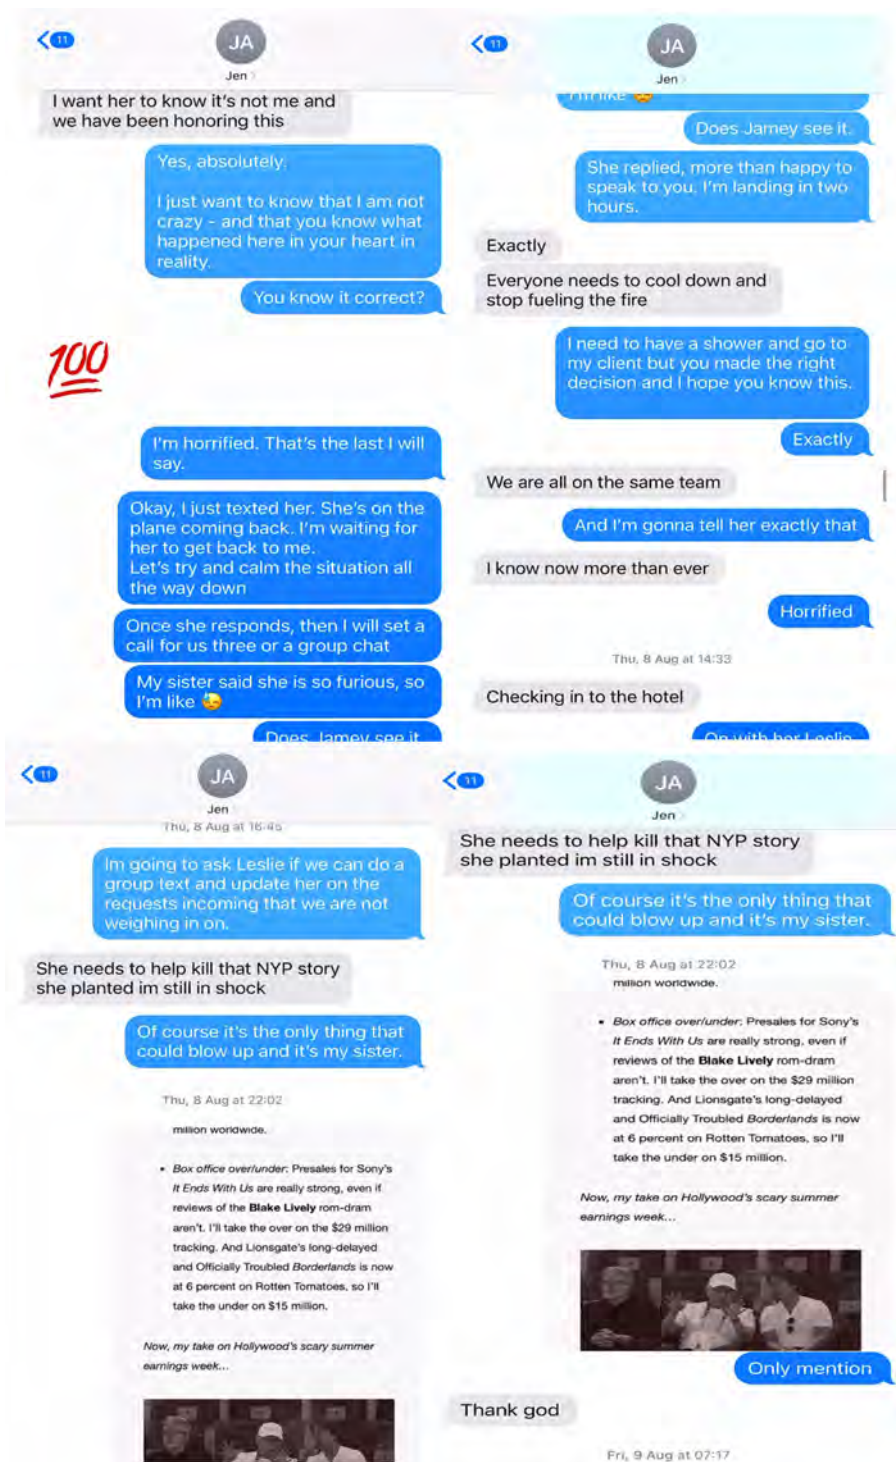 11
JA
Jen
I want her to know it's not me and
we have been honoring this
Yes, absolutely.
I just want to know that I am not
crazy - and that you know what
happened here in your heart in
reality.
You know it correct?
100
I'm horrified. That's the last I will
say.
Okay, I just texted her. She's on the
plane coming back. I'm waiting for
her to get back to me.
Let's try and calm the situation all
the way down
Once she responds, then I will set a
call for us three or a group chat
My sister said she is so furious, so
I'm like 😓
Does Jamey see it.
11
JA
Jen
I'm like 😓
Does Jamey see it.
She replied, more than happy to
speak to you. I'm landing in two
hours.
Exactly
Everyone needs to cool down and
stop fueling the fire
I need to have a shower and go to
my client but you made the right
decision and I hope you know this.
Exactly
We are all on the same team
And I'm gonna tell her exactly that
I know now more than ever
Horrified
Thu, 8 Aug at 14:33
Checking in to the hotel
On with her Leslie
11
JA
Jen
Thu, 8 Aug at 16:45
Im going to ask Leslie if we can do a
group text and update her on the
requests incoming that we are not
weighing in on.
She needs to help kill that NYP story
she planted im still in shock
Of course it's the only thing that
could blow up and it's my sister.
Thu, 8 Aug at 22:02
million worldwide.
• Box office over/under: Presales for Sony's
It Ends With Us are really strong, even if
reviews of the Blake Lively rom-dram
aren't. I'll take the over on the $29 million
tracking. And Lionsgate's long-delayed
and Officially Troubled Borderlands is now
at 6 percent on Rotten Tomatoes, so I'll
take the under on $15 million.
Now, my take on Hollywood's scary summer
earnings week...
11
JA
Jen
She needs to help kill that NYP story
she planted im still in shock
Of course it's the only thing that
could blow up and it's my sister.
Thu, 8 Aug at 22:02
million worldwide.
• Box office over/under: Presales for Sony's
It Ends With Us are really strong, even if
reviews of the Blake Lively rom-dram
aren't. I'll take the over on the $29 million
tracking. And Lionsgate's long-delayed
and Officially Troubled Borderlands is now
at 6 percent on Rotten Tomatoes, so I'll
take the under on $15 million.
Now, my take on Hollywood's scary summer
earnings week...
Only mention
Thank god
Fri, 9 Aug at 07:17